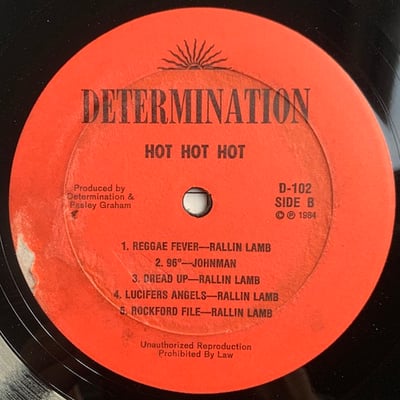 DETERMINATION
HOT HOT HOT
Produced by
Determination &
Pesley Graham
D-102
SIDE B
© ℗ 1984
1. REGGAE FEVER—RALLIN LAMB
2. 96°—JOHNMAN
3. DREAD UP—RALLIN LAMB
4. LUCIFERS ANGELS—RALLIN LAMB
5. ROCKFORD FILE—RALLIN LAMB
Unauthorized Reproduction
Prohibited By Law